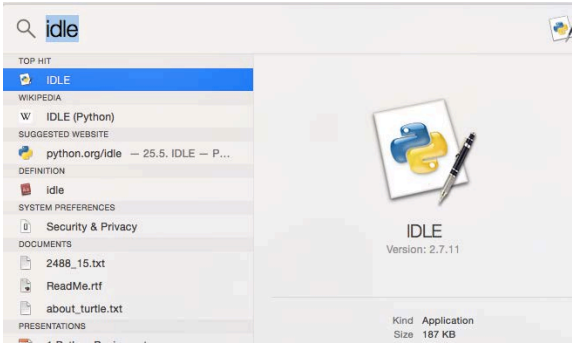 idle
TOP HIT
IDLE
WIKIPEDIA
IDLE (Python)
SUGGESTED WEBSITE
python.org/idle — 25.5. IDLE — P...
DEFINITION
idle
SYSTEM PREFERENCES
Security & Privacy
DOCUMENTS
2488_15.txt
ReadMe.rtf
about_turtle.txt
PRESENTATIONS
IDLE
Version: 2.7.11
Kind Application
Size 187 KB